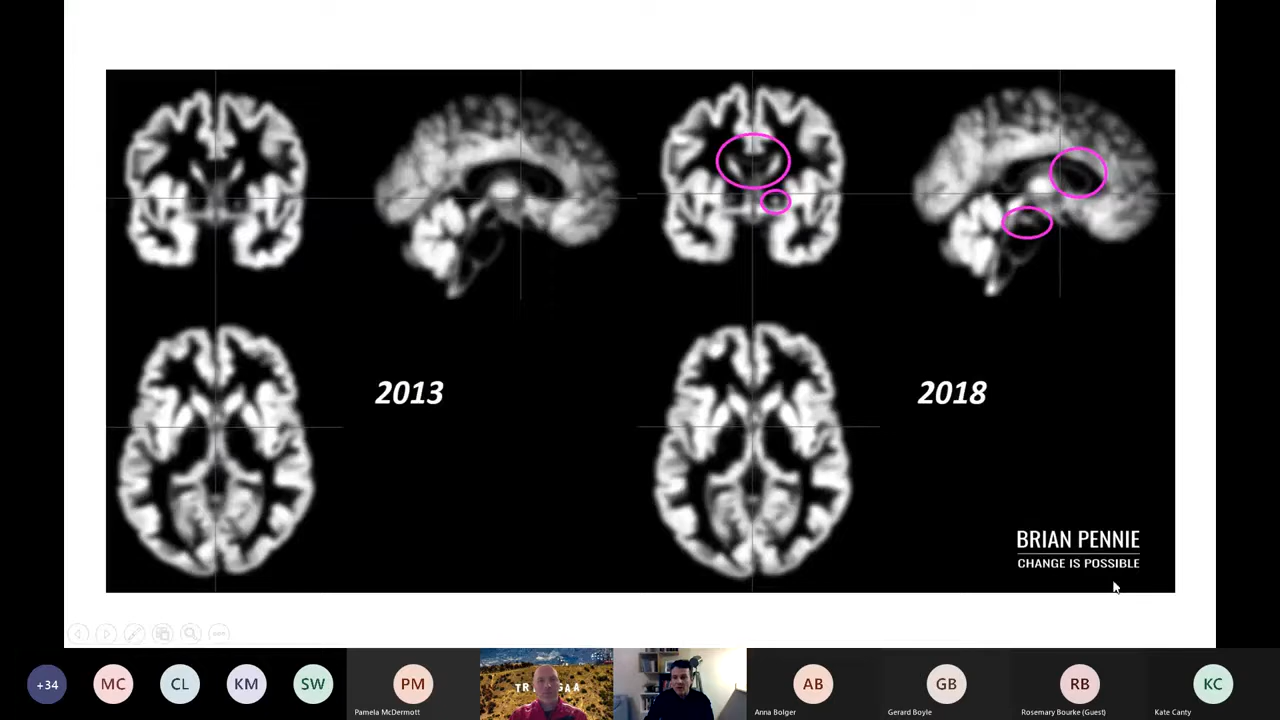 2013
2018
BRIAN PENNIE
CHANGE IS POSSIBLE
+34
MC
CL
KM
SW
PM
AB
GB
RB
KC
Pamela McDermott
Anna Bolger
Gerard Boyle
Rosemary Bourke (Guest)
Kate Canty